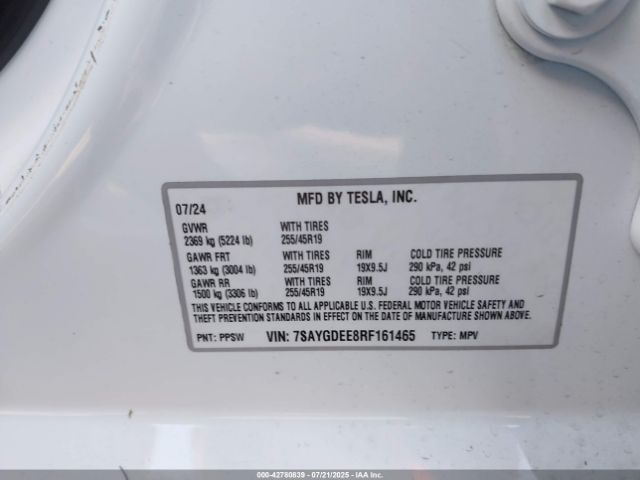 MFD BY TESLA, INC.
07/24
GVWR WITH TIRES
2369 kg (5224 lb) 255/45R19
GAWR FRT WITH TIRES RIM COLD TIRE PRESSURE
1363 kg (3004 lb) 255/45R19 19X9.5J 290 kPa, 42 psi
GAWR RR WITH TIRES RIM COLD TIRE PRESSURE
1500 kg (3306 lb) 255/45R19 19X9.5J 290 kPa, 42 psi
THIS VEHICLE CONFORMS TO ALL APPLICABLE U.S. FEDERAL MOTOR VEHICLE SAFETY AND
THEFT PREVENTION STANDARDS IN EFFECT ON THE DATE OF MANUFACTURE SHOWN ABOVE.
PNT: PPSW VIN: 7SAYGDEE8RF161465 TYPE: MPV
000-42780839 - 07/21/2025 - IAA Inc.